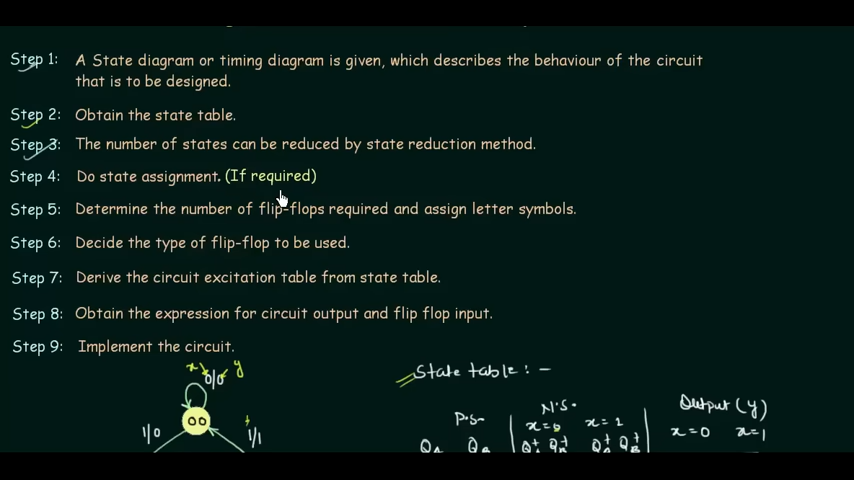 Step 1: A State diagram or timing diagram is given, which describes the behaviour of the circuit
that is to be designed.
Step 2: Obtain the state table.
Step 3: The number of states can be reduced by state reduction method.
Step 4: Do state assignment. (If required)
Step 5: Determine the number of flip-flops required and assign letter symbols.
Step 6: Decide the type of flip-flop to be used.
Step 7: Derive the circuit excitation table from state table.
Step 8: Obtain the expression for circuit output and flip flop input.
Step 9: Implement the circuit.
x 0/0 y
State table : -
00
1/0 1/1
P.S. N.S. Output (y)
x=0 x=1 x=0 x=1